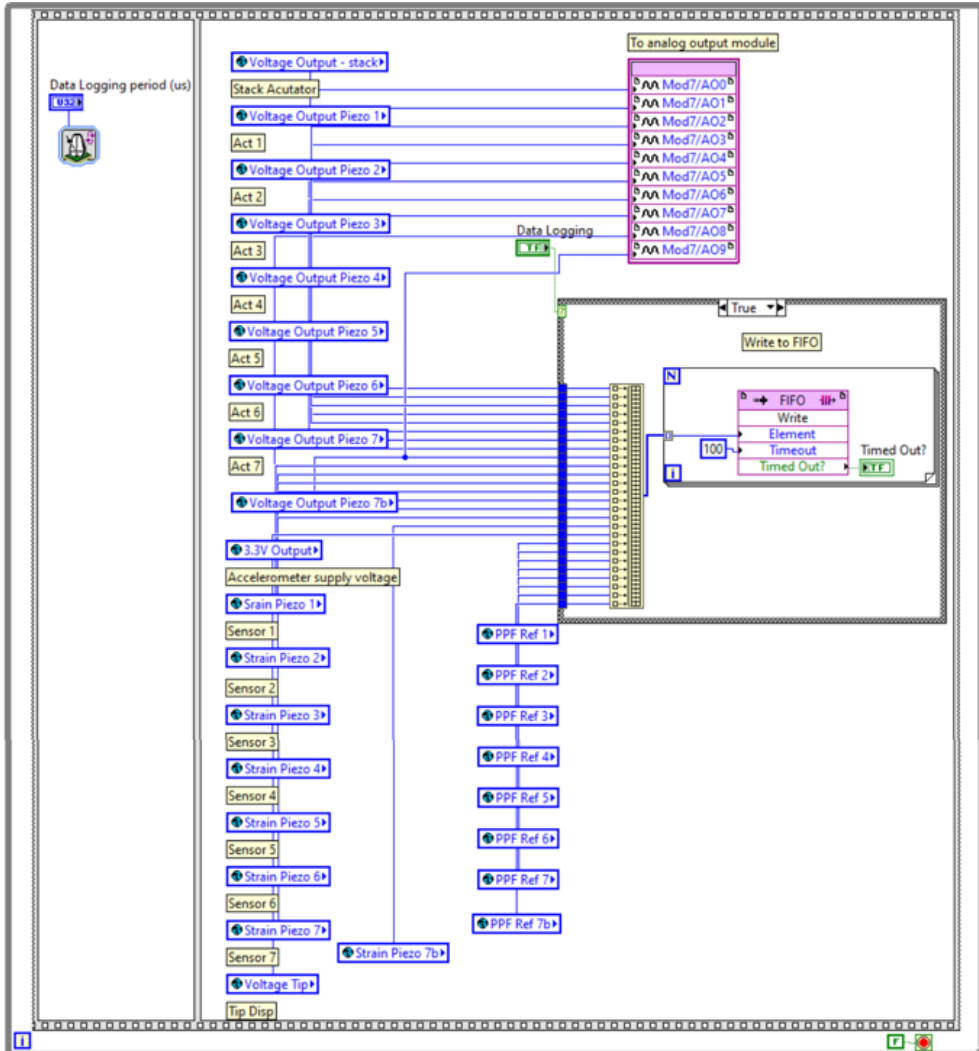 Data Logging period (us)
U32
Voltage Output - stack
Stack Acutator
Voltage Output Piezo 1
Act 1
Voltage Output Piezo 2
Act 2
Voltage Output Piezo 3
Act 3
Voltage Output Piezo 4
Act 4
Voltage Output Piezo 5
Act 5
Voltage Output Piezo 6
Act 6
Voltage Output Piezo 7
Act 7
Voltage Output Piezo 7b
3.3V Output
Accelerometer supply voltage
Srain Piezo 1
Sensor 1
Strain Piezo 2
Sensor 2
Strain Piezo 3
Sensor 3
Strain Piezo 4
Sensor 4
Strain Piezo 5
Sensor 5
Strain Piezo 6
Sensor 6
Strain Piezo 7
Sensor 7
Strain Piezo 7b
Voltage Tip
Tip Disp
To analog output module
Mod7/AO0
Mod7/AO1
Mod7/AO2
Mod7/AO3
Mod7/AO4
Mod7/AO5
Mod7/AO6
Mod7/AO7
Mod7/AO8
Mod7/AO9
Data Logging
TF
True
?
Write to FIFO
N
FIFO
Write
Element
100
Timeout
Timed Out?
Timed Out?
TF
i
PPF Ref 1
PPF Ref 2
PPF Ref 3
PPF Ref 4
PPF Ref 5
PPF Ref 6
PPF Ref 7
PPF Ref 7b
i
F